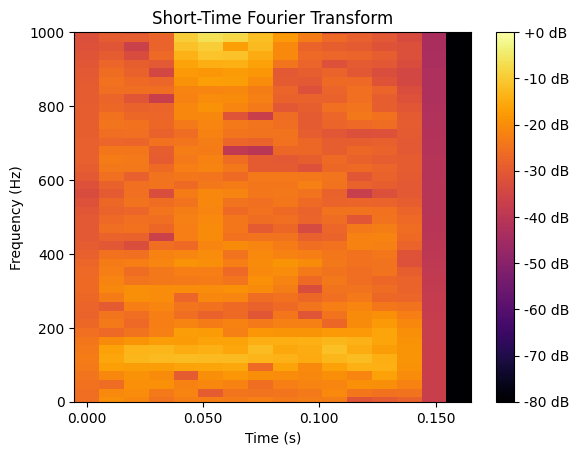 Short-Time Fourier Transform
Frequency (Hz)
1000
800
600
400
200
0
0.000
0.050
0.100
0.150
Time (s)
+0 dB
-10 dB
-20 dB
-30 dB
-40 dB
-50 dB
-60 dB
-70 dB
-80 dB